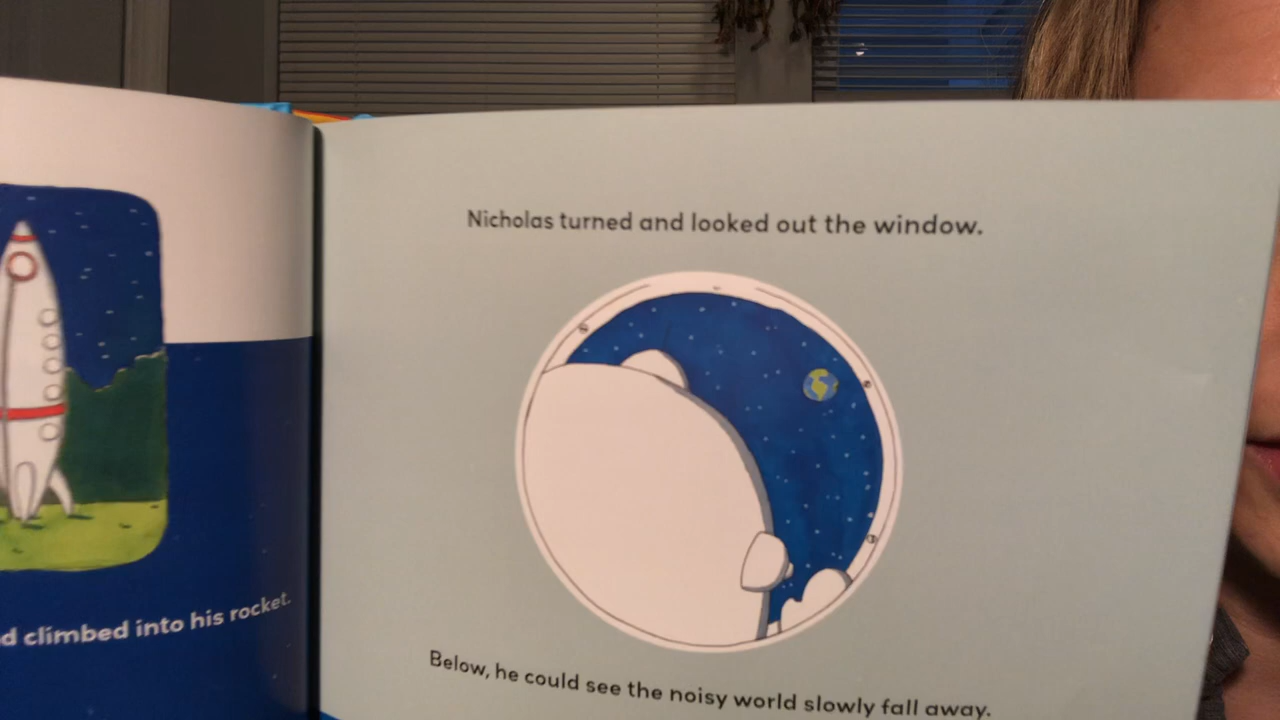 d climbed into his rocket.
Nicholas turned and looked out the window.
Below, he could see the noisy world slowly fall away.